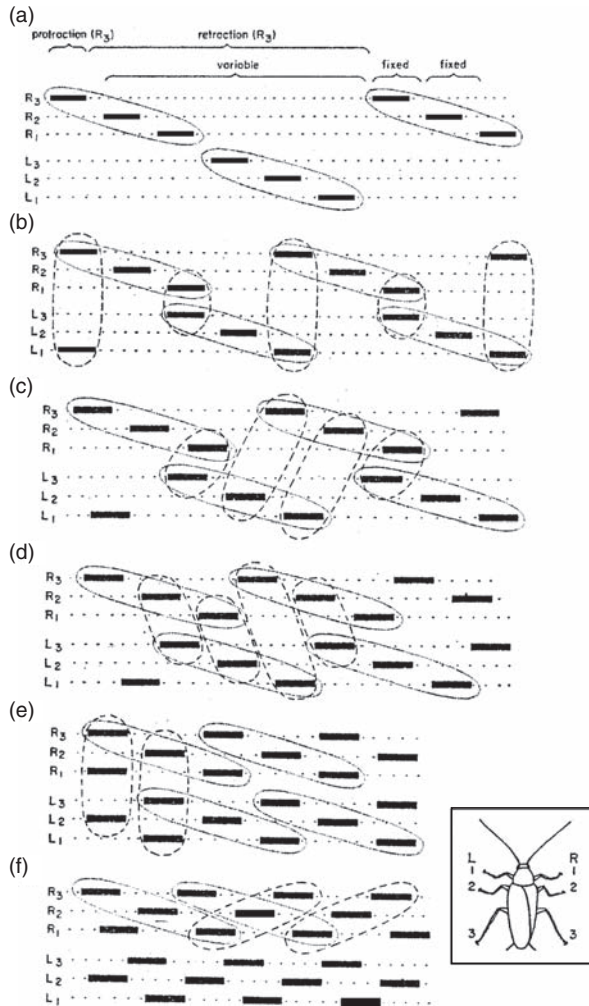 (a)
protraction (R3) retraction (R3)
variable fixed fixed
R3
R2
R1
L3
L2
L1
(b)
R3
R2
R1
L3
L2
L1
(c)
R3
R2
R1
L3
L2
L1
(d)
R3
R2
R1
L3
L2
L1
(e)
R3
R2
R1
L3
L2
L1
(f)
R3
R2
R1
L3
L2
L1
L R
1 1
2 2
3 3